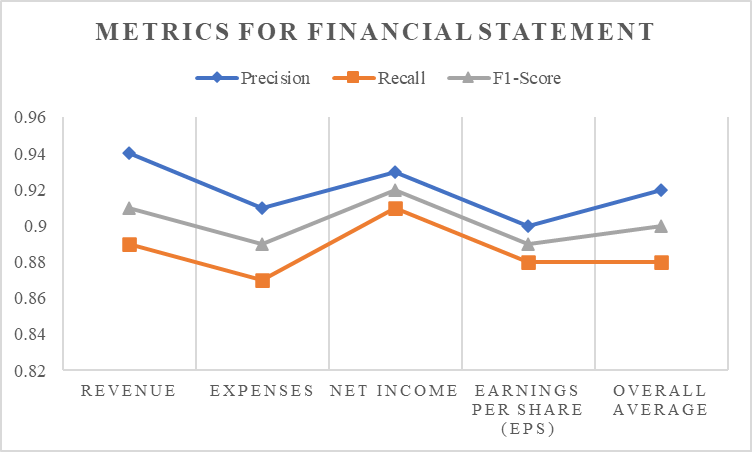 METRICS FOR FINANCIAL STATEMENT
Precision Recall F1-Score
0.96
0.94
0.92
0.9
0.88
0.86
0.84
0.82
REVENUE EXPENSES NET INCOME EARNINGS PER SHARE (EPS) OVERALL AVERAGE